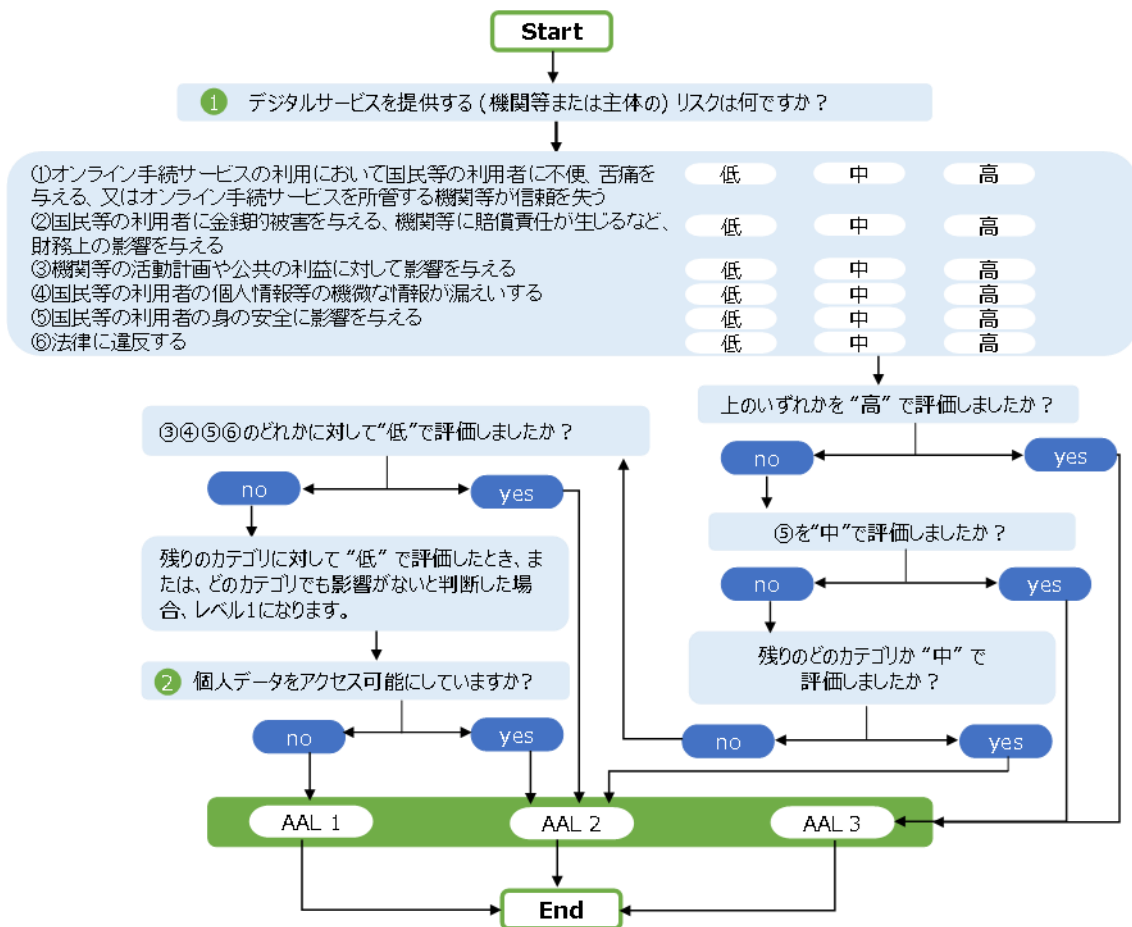 Start
1 デジタルサービスを提供する (機関等または主体の) リスクは何ですか？
①オンライン手続サービスの利用において国民等の利用者に不便、苦痛を
与える、又はオンライン手続サービスを所管する機関等が信頼を失う
低 中 高
②国民等の利用者に金銭的被害を与える、機関等に賠償責任が生じるなど、
財務上の影響を与える
低 中 高
③機関等の活動計画や公共の利益に対して影響を与える
低 中 高
④国民等の利用者の個人情報等の機微な情報が漏えいする
低 中 高
⑤国民等の利用者の身の安全に影響を与える
低 中 高
⑥法律に違反する
低 中 高
上のいずれかを “高” で評価しましたか？
no yes
⑤を“中”で評価しましたか？
no yes
残りのどのカテゴリか “中” で
評価しましたか？
no yes
③④⑤⑥のどれかに対して“低”で評価しましたか？
no yes
残りのカテゴリに対して “低” で評価したとき、ま
たは、どのカテゴリでも影響がないと判断した場
合、レベル1になります。
2 個人データをアクセス可能にしていますか?
no yes
AAL 1 AAL 2 AAL 3
End